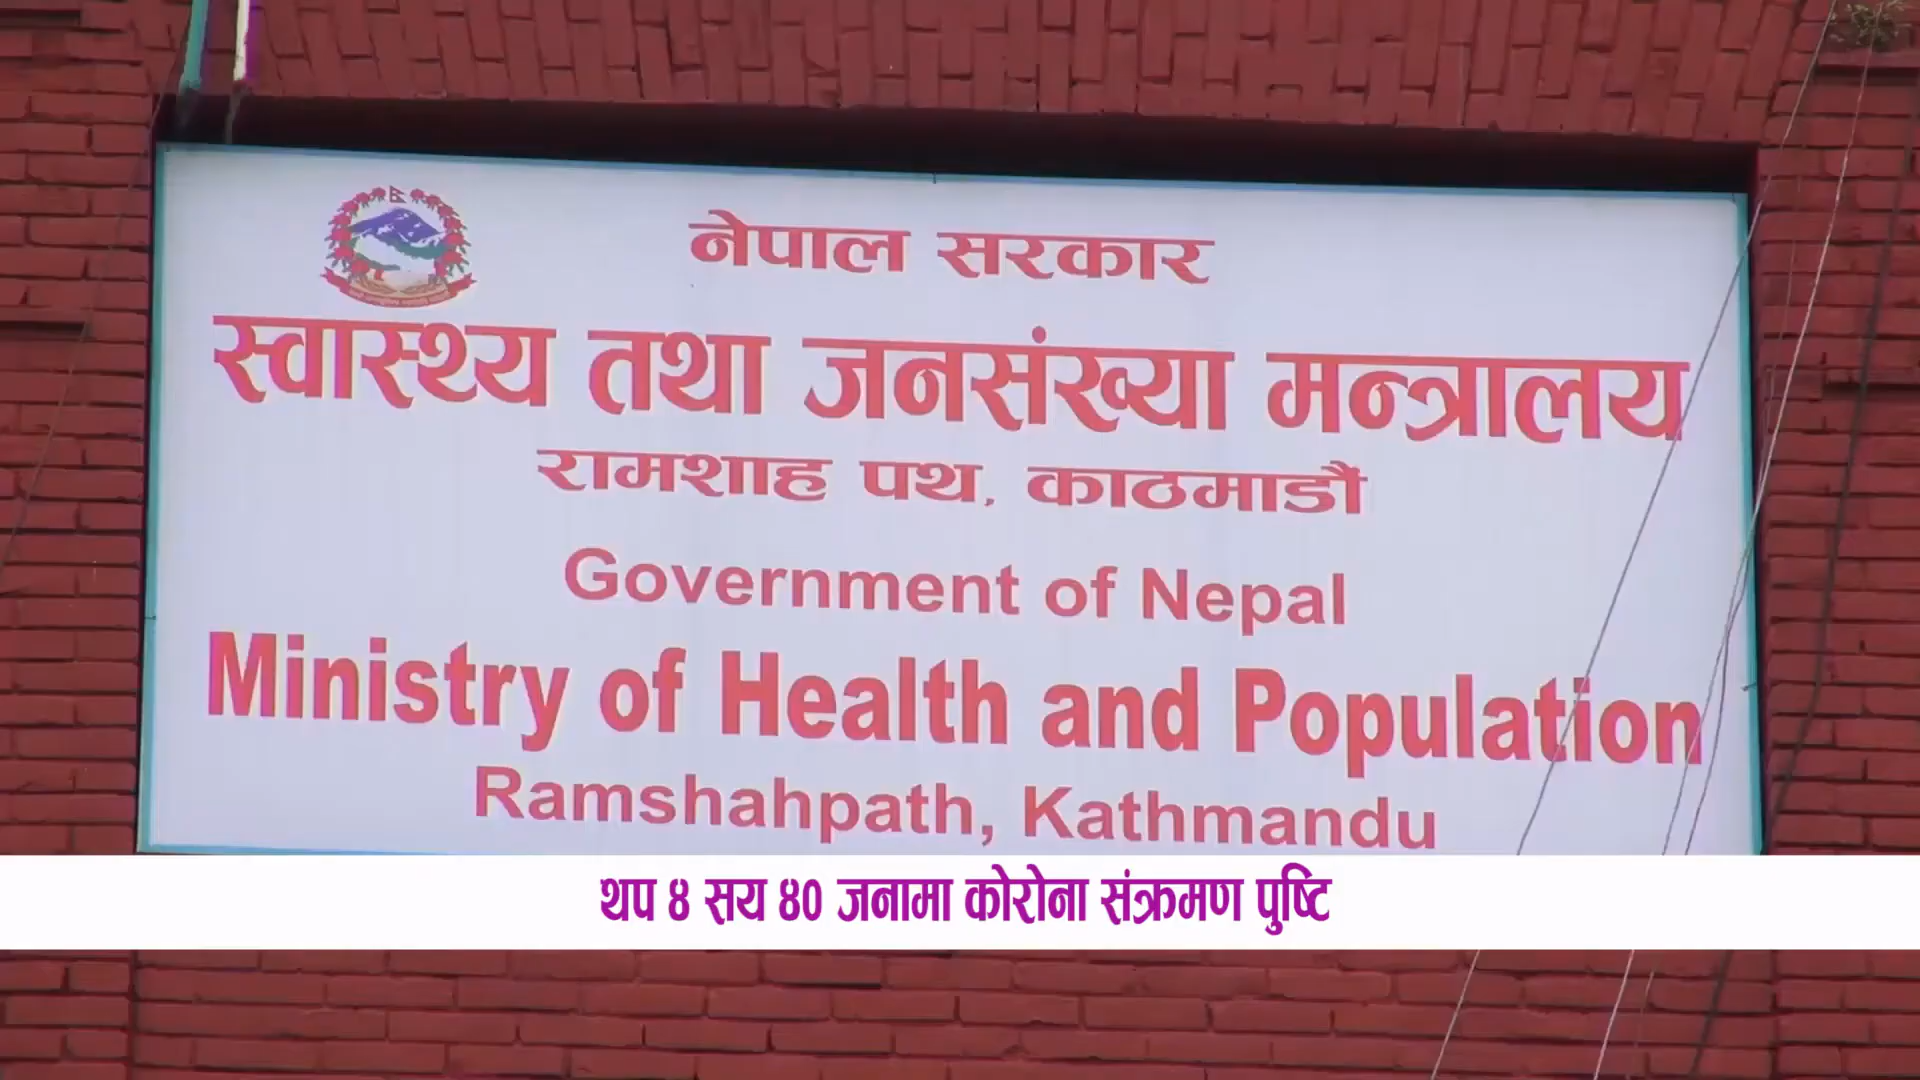 नेपाल सरकार
स्वास्थ्य तथा जनसंख्या मन्त्रालय
रामशाह पथ, काठमाडौं
Government of Nepal
Ministry of Health and Population
Ramshahpath, Kathmandu
थप ४ सय ४० जनामा कोरोना संक्रमण पुष्टि